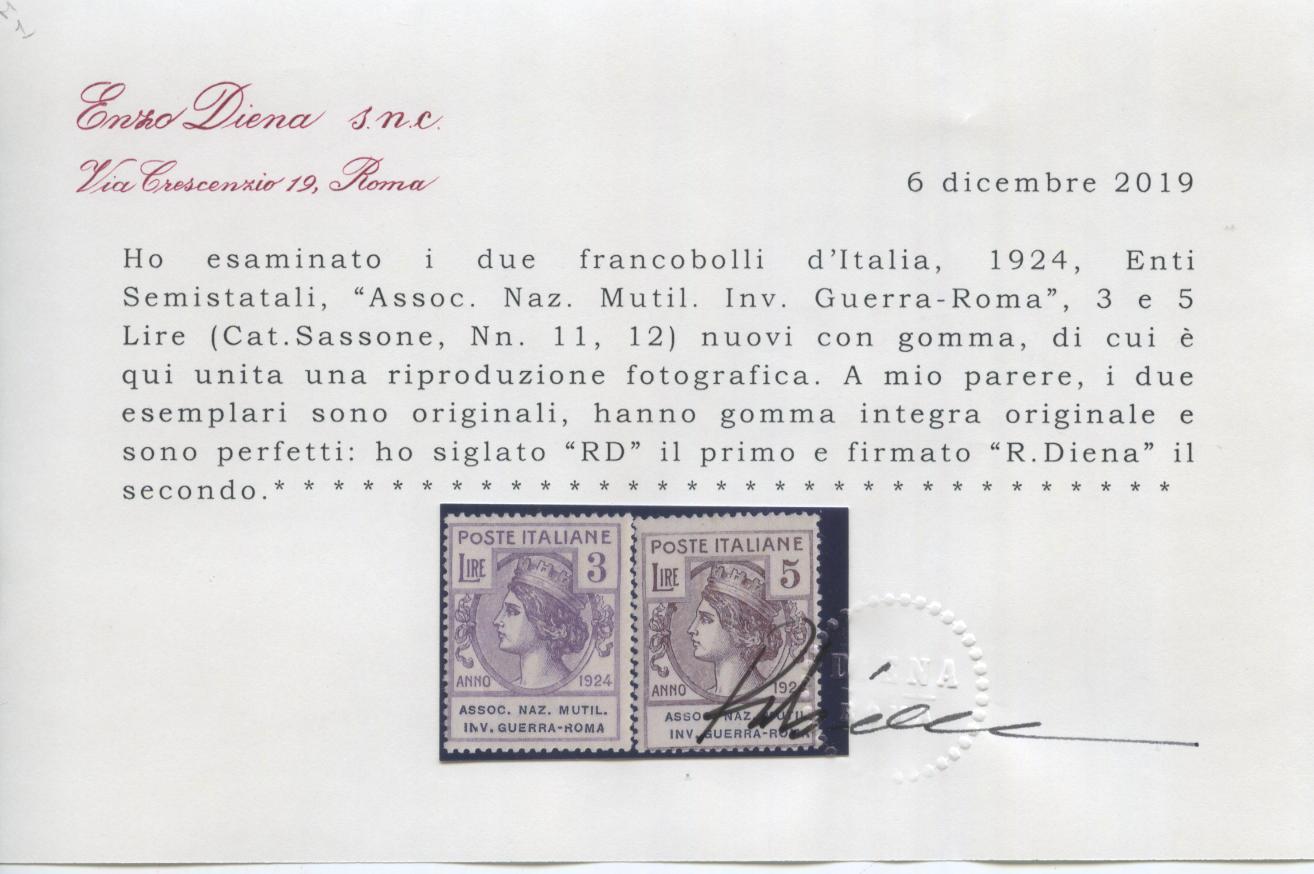 Enzo Diena s.n.c.
Via Crescenzio 19, Roma
6 dicembre 2019
Ho esaminato i due francobolli d'Italia, 1924, Enti
Semistatali, “Assoc. Naz. Mutil. Inv. Guerra-Roma”, 3 e 5
Lire (Cat.Sassone, Nn. 11, 12) nuovi con gomma, di cui è
qui unita una riproduzione fotografica. A mio parere, i due
esemplari sono originali, hanno gomma integra originale e
sono perfetti: ho siglato “RD” il primo e firmato “R.Diena” il
secondo.* * * * * * * * * * * * * * * * * * * * * * * * * * * * * * *
POSTE ITALIANE
LIRE 3
ANNO 1924
ASSOC. NAZ. MUTIL.
INV. GUERRA-ROMA
POSTE ITALIANE
LIRE 5
ANNO 192
ASSOC. NAZ. MUTIL.
INV. GUERRA-ROMA
DIENA
ROMA